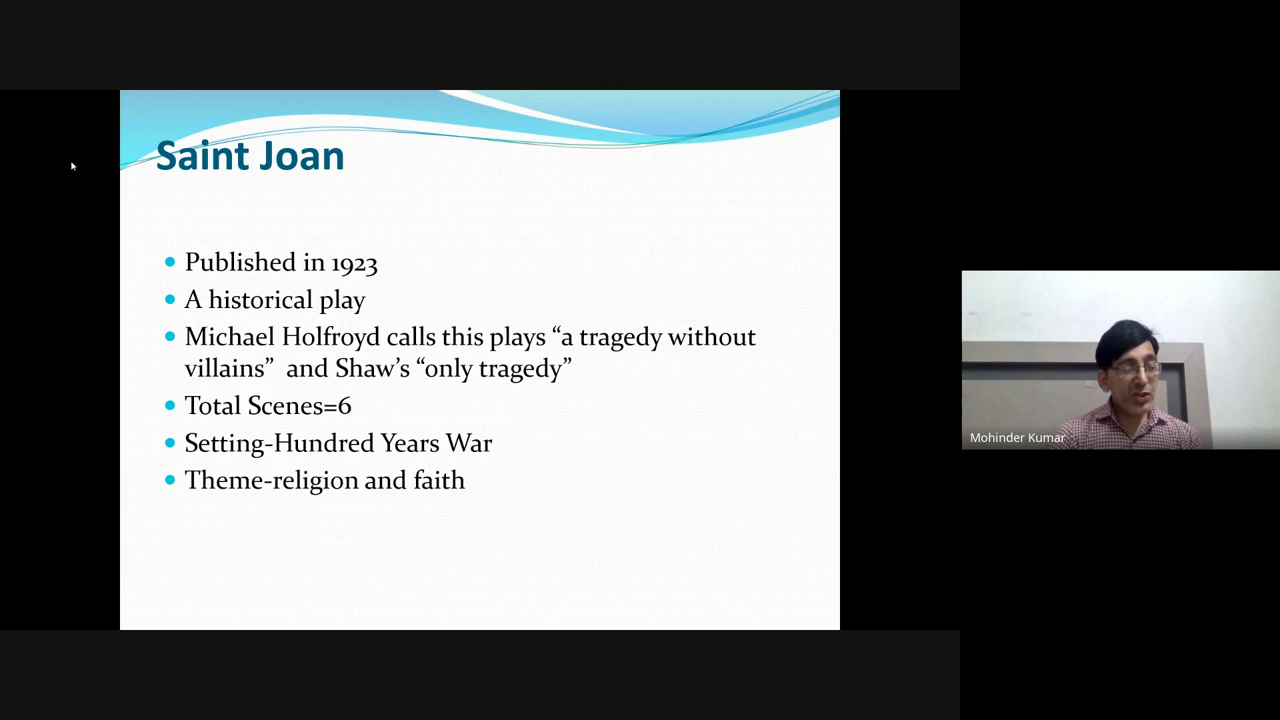 Saint Joan
Published in 1923
A historical play
Michael Holfroyd calls this plays “a tragedy without
villains”  and Shaw’s “only tragedy”
Total Scenes=6
Setting-Hundred Years War
Theme-religion and faith
Mohinder Kumar